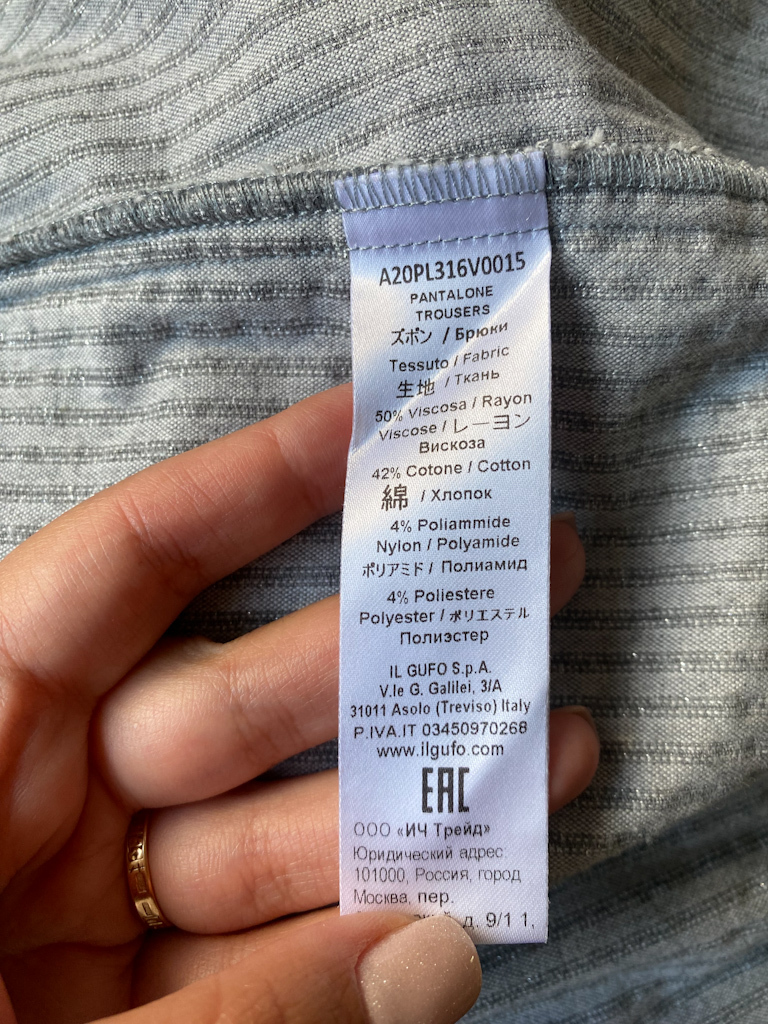 A20PL316V0015
PANTALONE
TROUSERS
ズボン / Брюки
Tessuto / Fabric
生地 / Ткань
50% Viscosa / Rayon
Viscose / レーヨン
Вискоза
42% Cotone / Cotton
綿 / Хлопок
4% Poliammide
Nylon / Polyamide
ポリアミド / Полиамид
4% Poliestere
Polyester / ポリエステル
Полиэстер
IL GUFO S.p.A.
V.le G. Galilei, 3/A
31011 Asolo (Treviso) Italy
P.IVA.IT 03450970268
www.ilgufo.com
EAC
ООО «ИЧ Трейд»
Юридический адрес:
101000, Россия, город
Москва, пер.
д. 9/1 1,